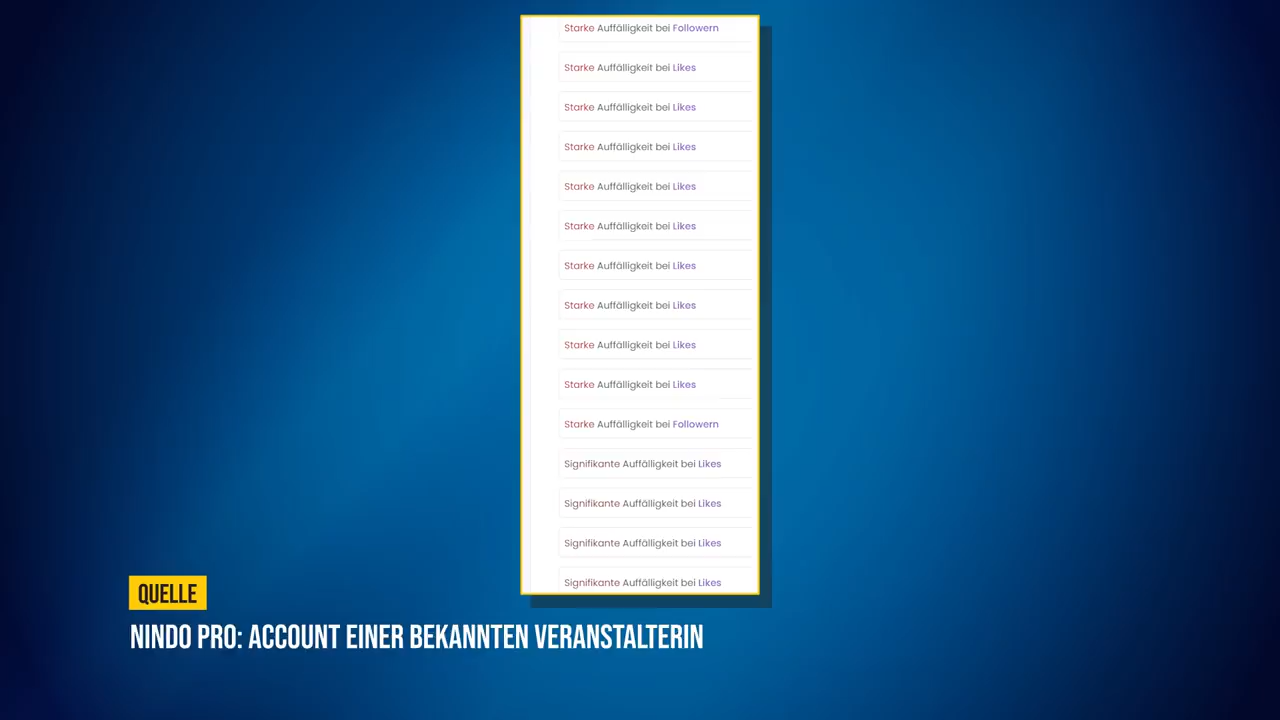 Starke Auffälligkeit bei Followern
Starke Auffälligkeit bei Likes
Starke Auffälligkeit bei Likes
Starke Auffälligkeit bei Likes
Starke Auffälligkeit bei Likes
Starke Auffälligkeit bei Likes
Starke Auffälligkeit bei Likes
Starke Auffälligkeit bei Likes
Starke Auffälligkeit bei Likes
Starke Auffälligkeit bei Likes
Starke Auffälligkeit bei Followern
Signifikante Auffälligkeit bei Likes
Signifikante Auffälligkeit bei Likes
Signifikante Auffälligkeit bei Likes
Signifikante Auffälligkeit bei Likes
QUELLE
NINDO PRO: ACCOUNT EINER BEKANNTEN VERANSTALTERIN